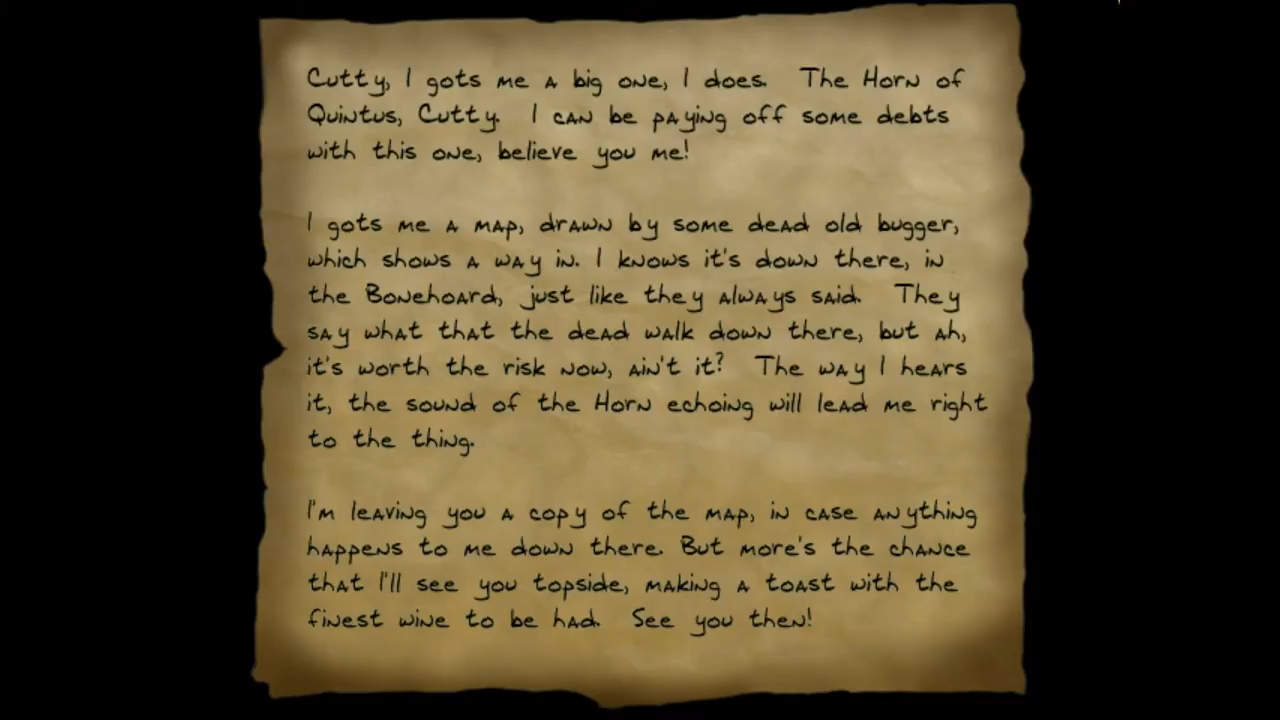 Cutty, I gots me a big one, I does. The Horn of
Quintus, Cutty. I can be paying off some debts
with this one, believe you me!
I gots me a map, drawn by some dead old bugger,
which shows a way in. I knows it's down there, in
the Bonehoard, just like they always said. They
say what that the dead walk down there, but ah,
it's worth the risk now, ain't it? The way I hears
it, the sound of the Horn echoing will lead me right
to the thing.
I'm leaving you a copy of the map, in case anything
happens to me down there. But more's the chance
that I'll see you topside, making a toast with the
finest wine to be had. See you then!